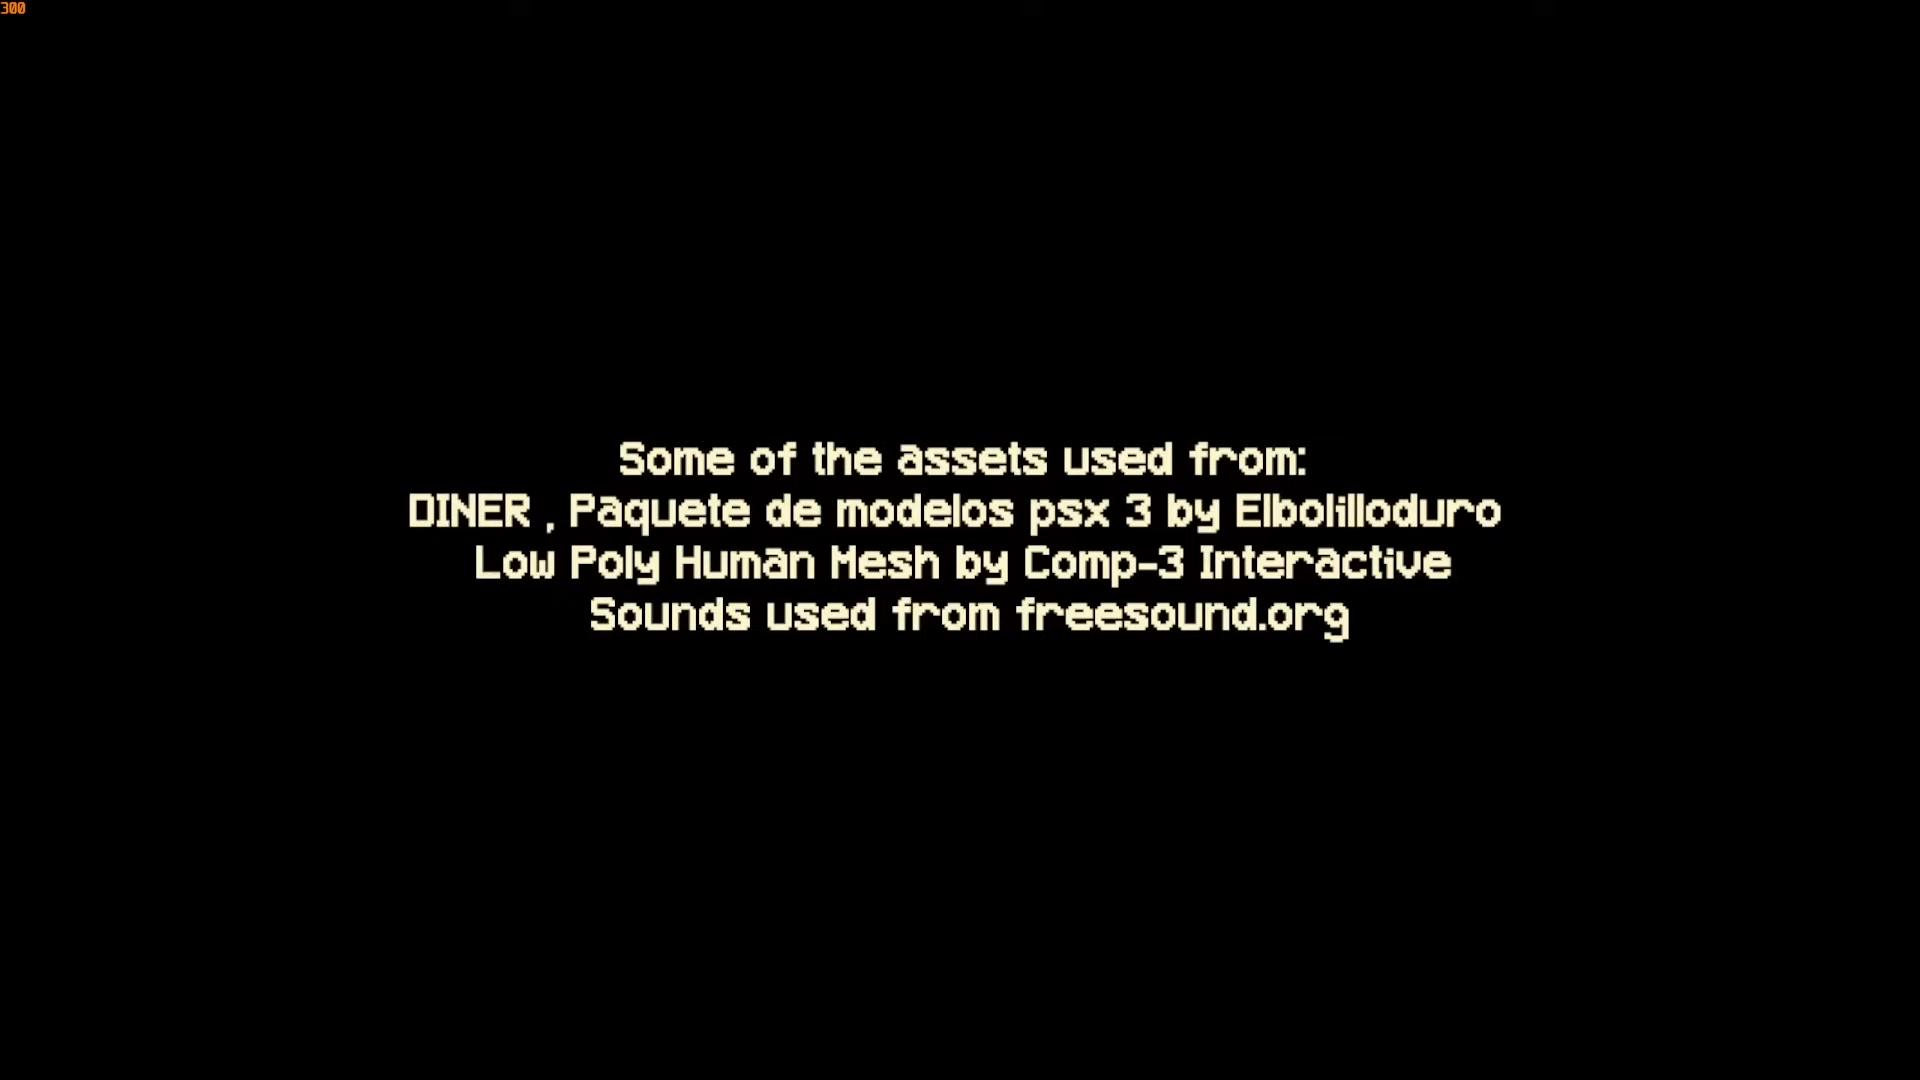 300
Some of the assets used from:
DINER , Paquete de modelos psx 3 by Elbolilloduro
Low Poly Human Mesh by Comp-3 Interactive
Sounds used from freesound.org